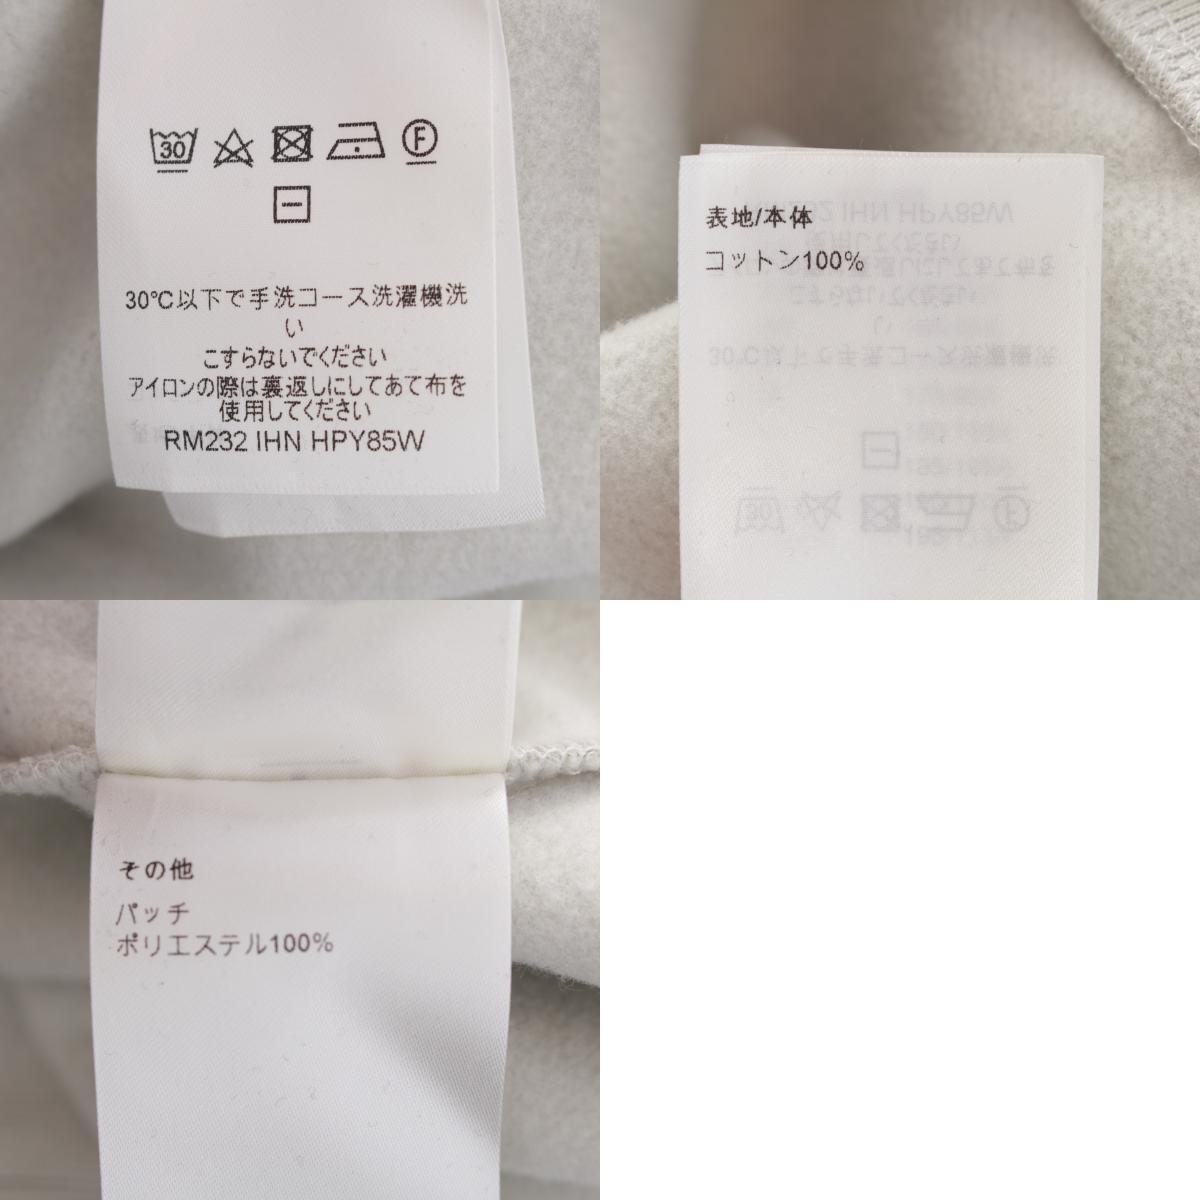 30
F
30℃以下で手洗コース洗濯機洗
い
こすらないでください
アイロンの際は裏返しにしてあて布を
使用してください
RM232 IHN HPY85W
表地/本体
コットン100%
その他
パッチ
ポリエステル100%